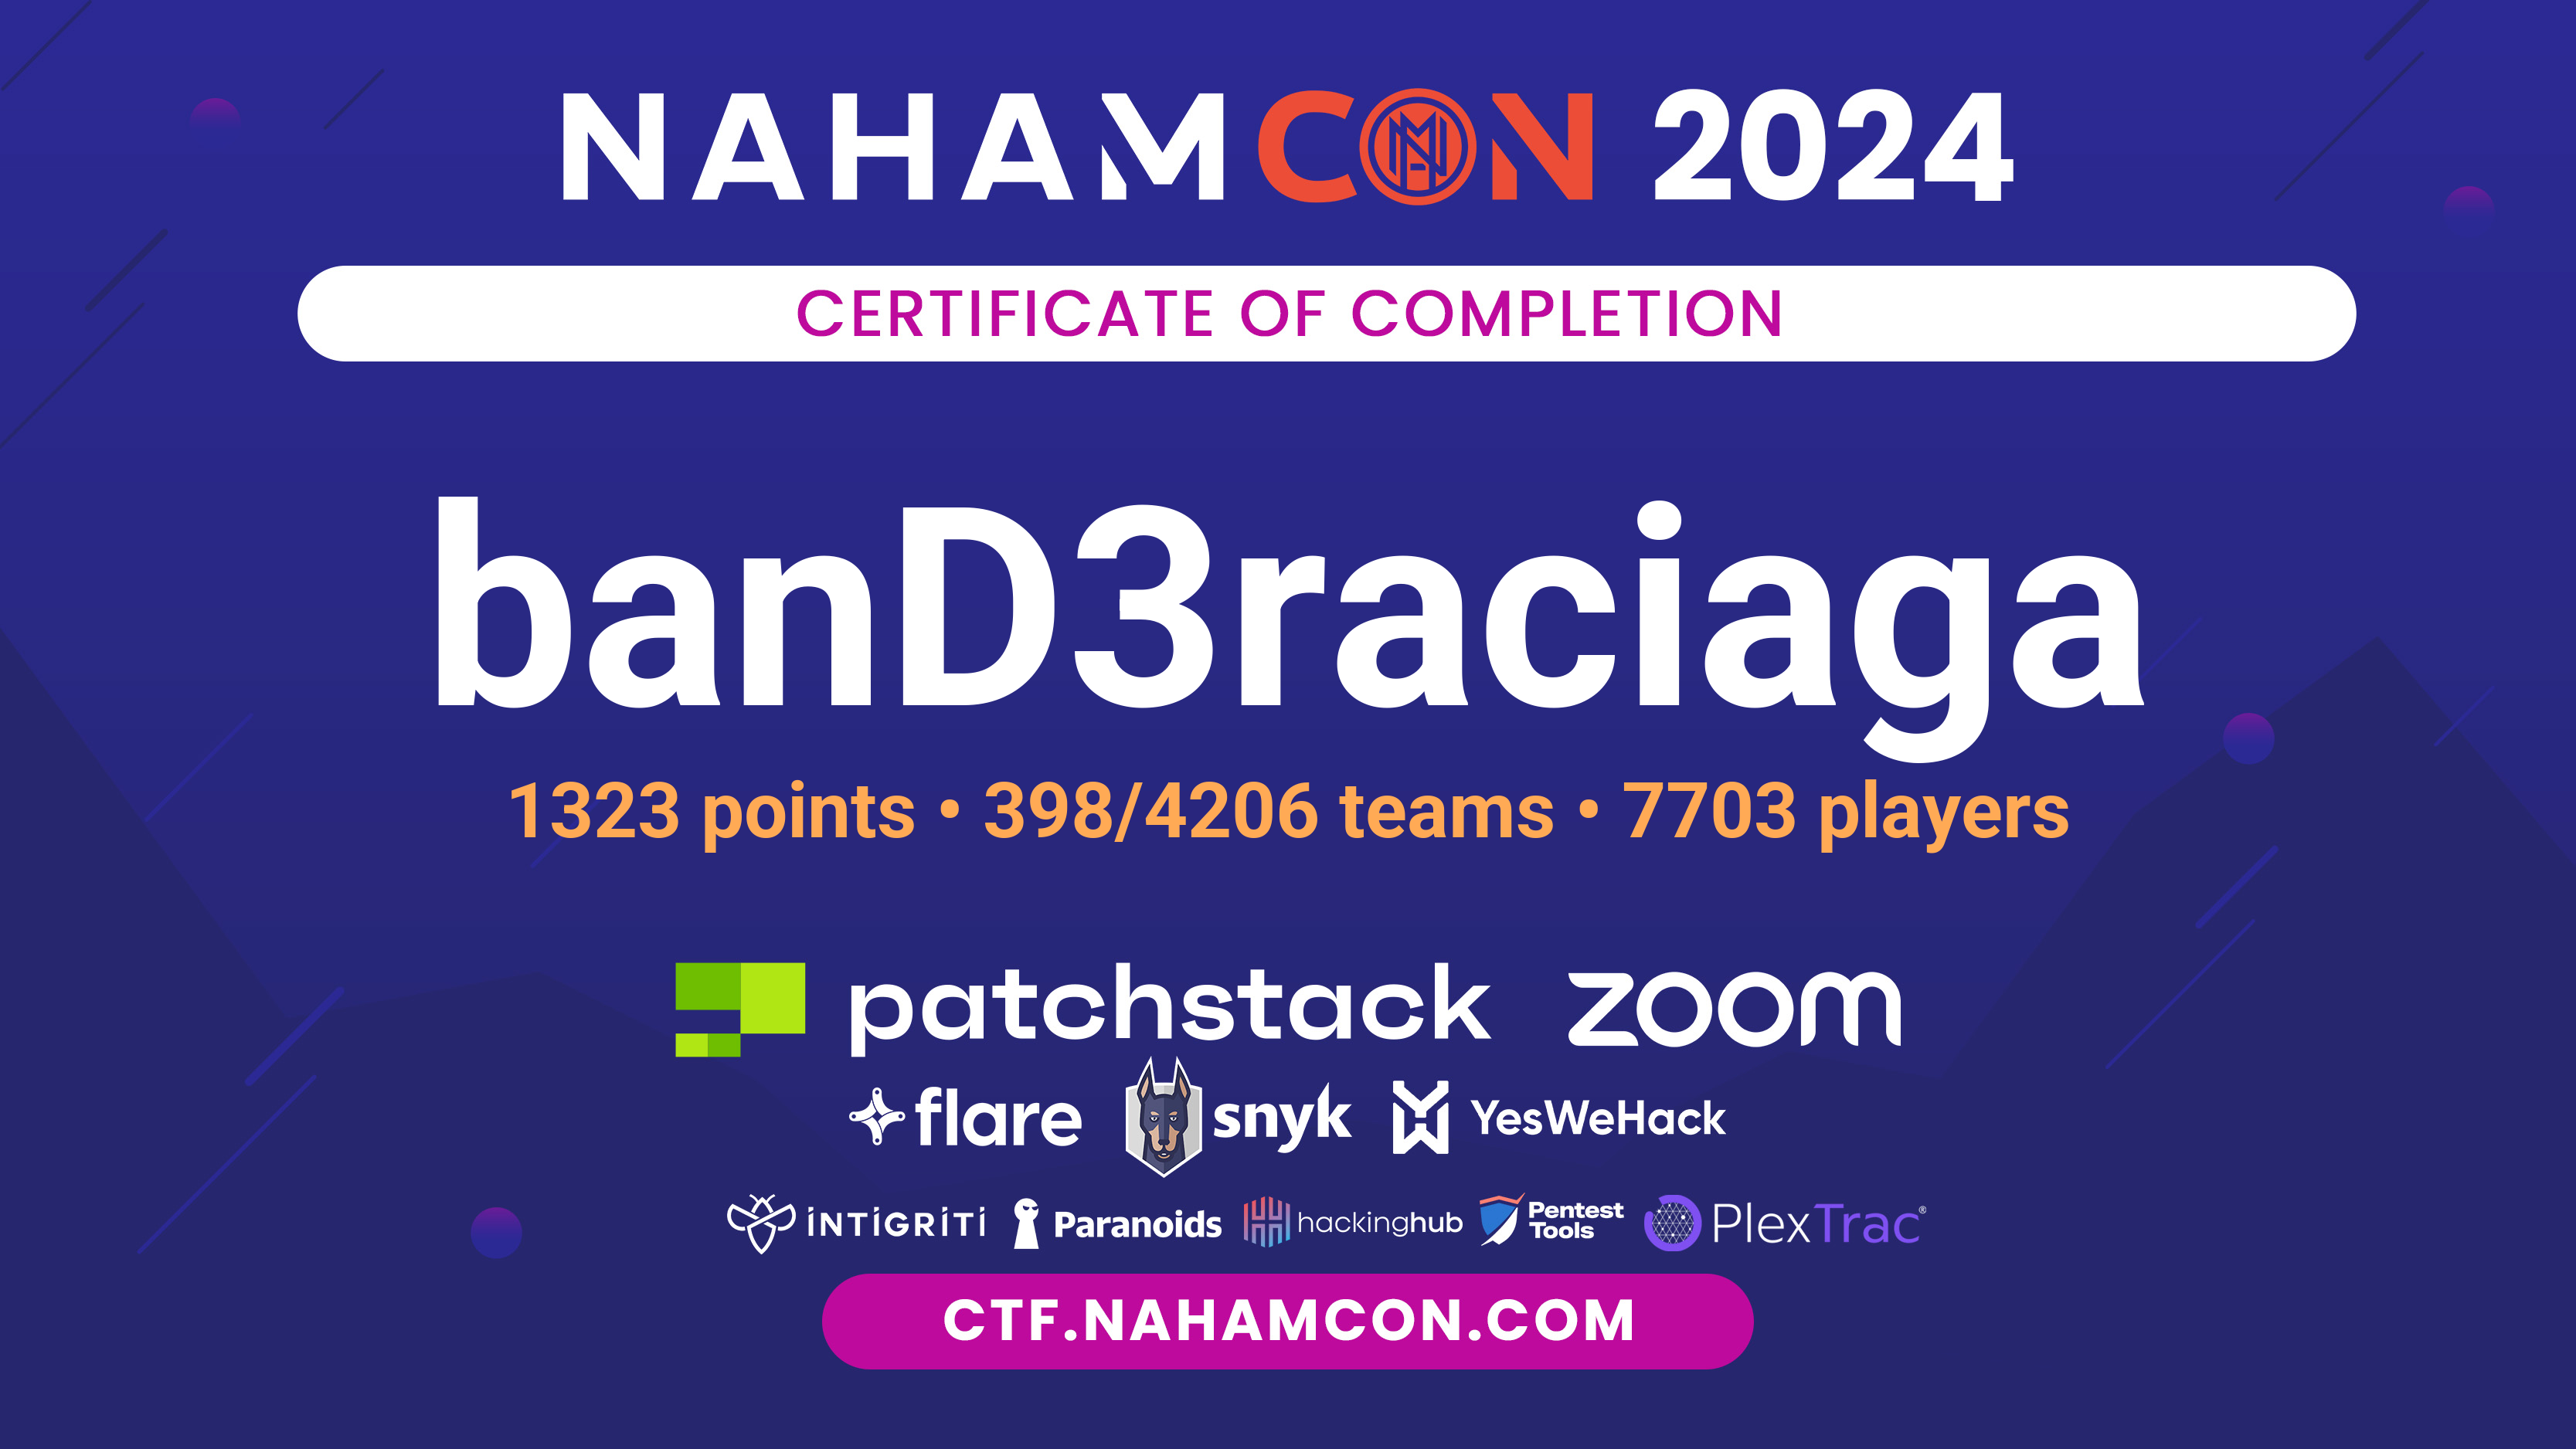 NAHAMCON 2024
CERTIFICATE OF COMPLETION
banD3raciaga
1323 points • 398/4206 teams • 7703 players
patchstack zoom
flare snyk YesWeHack
INTIGRITI Paranoids hackinghub Pentest Tools PlexTrac®
CTF.NAHAMCON.COM